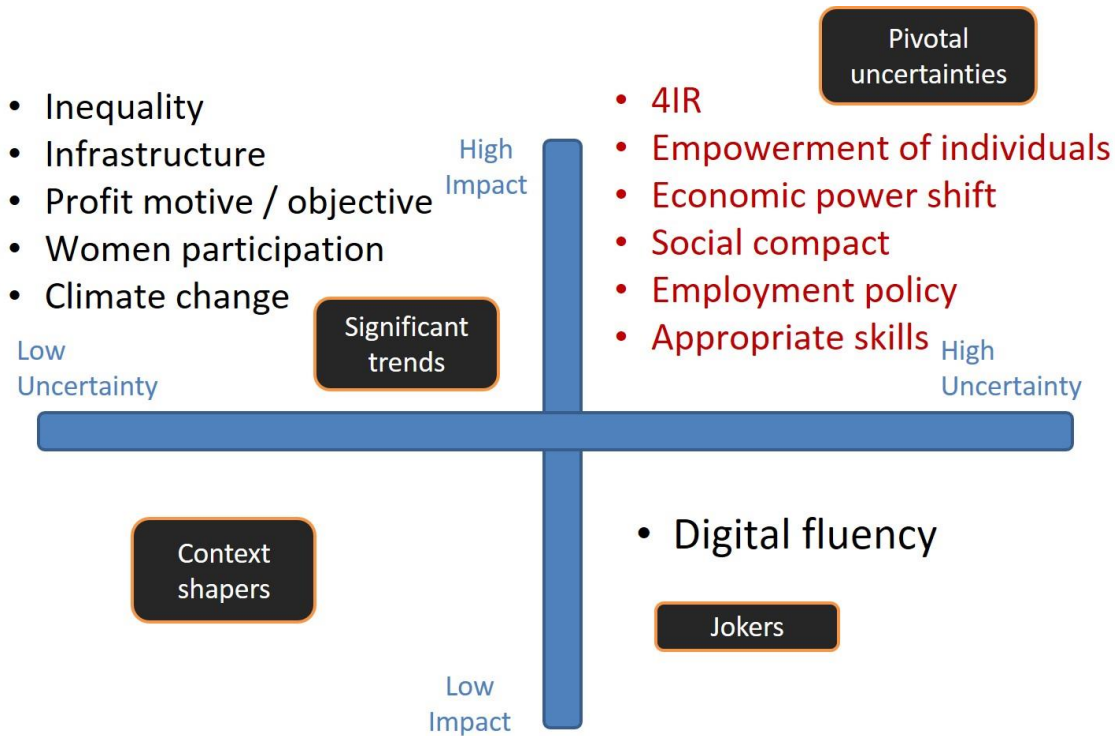 Pivotal
uncertainties
• Inequality
• Infrastructure
• Profit motive / objective
• Women participation
• Climate change
High
Impact
• 4IR
• Empowerment of individuals
• Economic power shift
• Social compact
• Employment policy
• Appropriate skills
Significant
trends
Low
Uncertainty
High
Uncertainty
Context
shapers
• Digital fluency
Jokers
Low
Impact